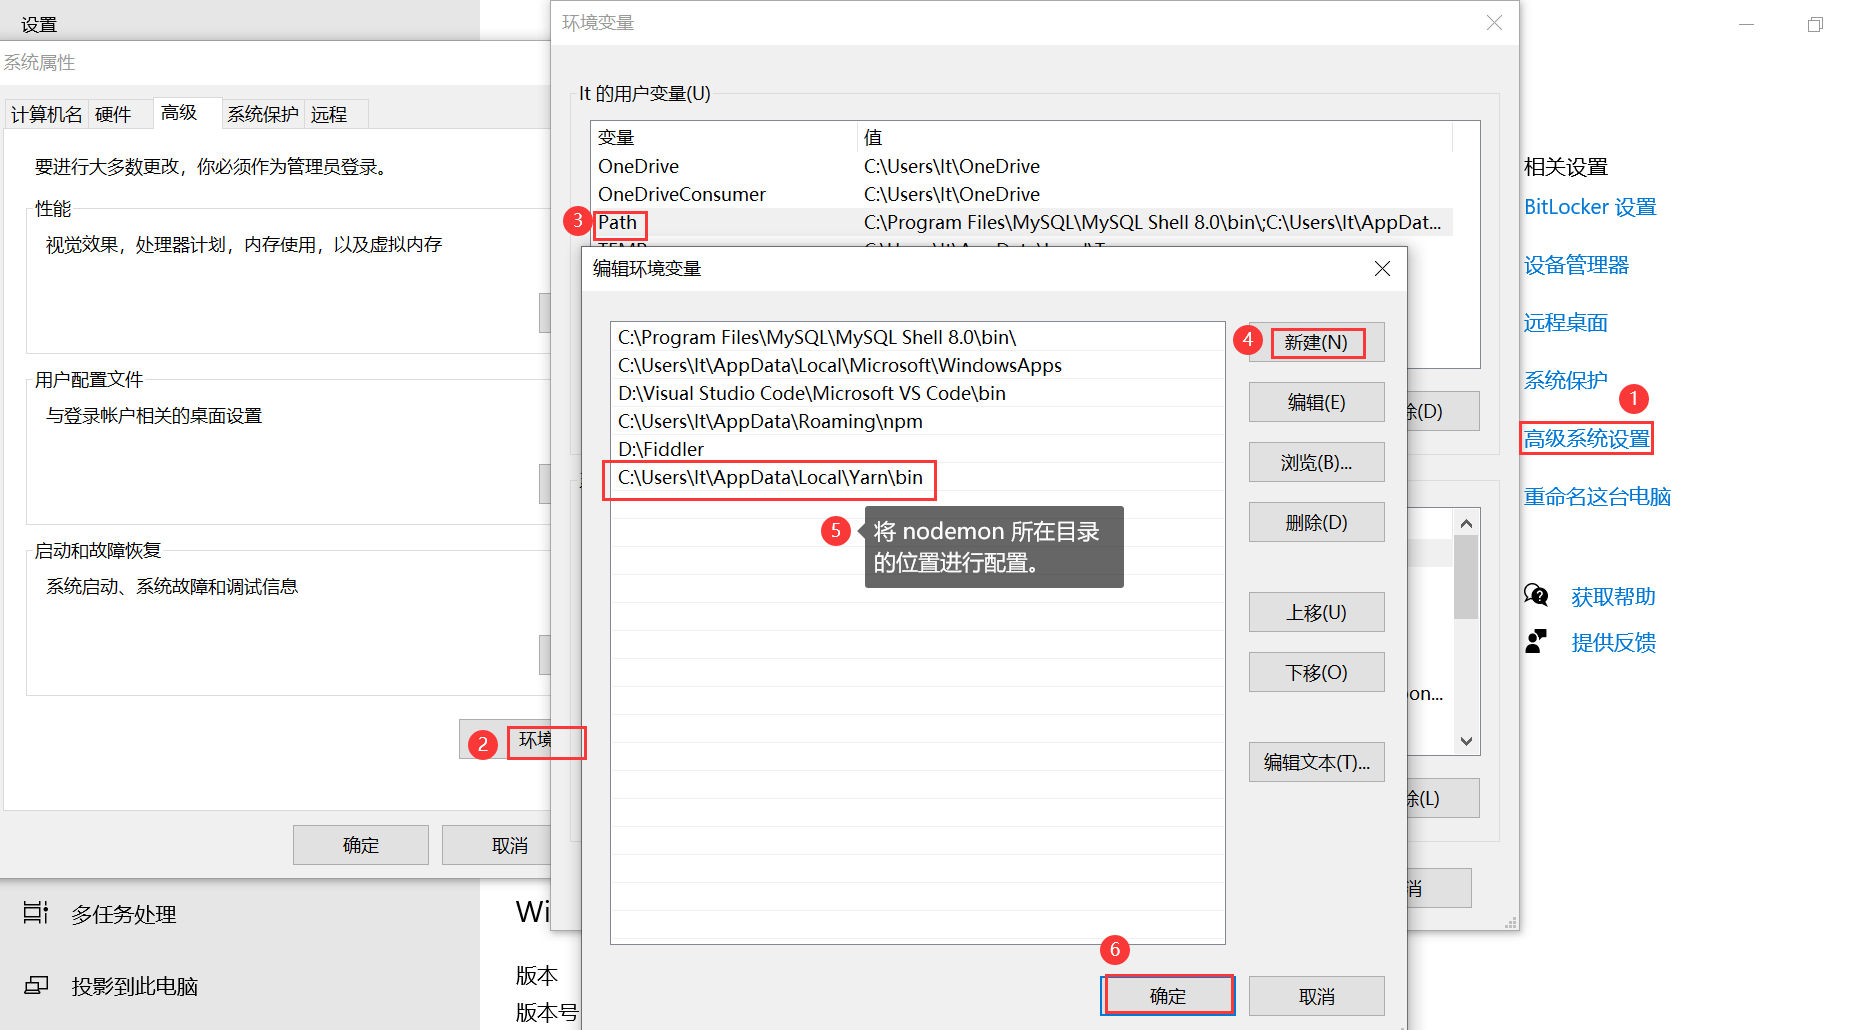 设置
系统属性
计算机名
硬件
高级
系统保护
远程
要进行大多数更改，你必须作为管理员登录。
性能
视觉效果，处理器计划，内存使用，以及虚拟内存
用户配置文件
与登录帐户相关的桌面设置
启动和故障恢复
系统启动、系统故障和调试信息
2
环境
确定
取消
多任务处理
投影到此电脑
Wi
版本
版本号
环境变量
lt 的用户变量(U)
变量 值
OneDrive C:\Users\lt\OneDrive
OneDriveConsumer C:\Users\lt\OneDrive
3
Path C:\Program Files\MySQL\MySQL Shell 8.0\bin\;C:\Users\lt\AppDat...
编辑环境变量
C:\Program Files\MySQL\MySQL Shell 8.0\bin\
C:\Users\lt\AppData\Local\Microsoft\WindowsApps
D:\Visual Studio Code\Microsoft VS Code\bin
C:\Users\lt\AppData\Roaming\npm
D:\Fiddler
C:\Users\lt\AppData\Local\Yarn\bin
5
将 nodemon 所在目录
的位置进行配置。
4
新建(N)
编辑(E)
浏览(B)...
删除(D)
上移(U)
下移(O)
编辑文本(T)...
6
确定
取消
除(D)
on...
除(L)
消
相关设置
BitLocker 设置
设备管理器
远程桌面
系统保护
1
高级系统设置
重命名这台电脑
获取帮助
提供反馈